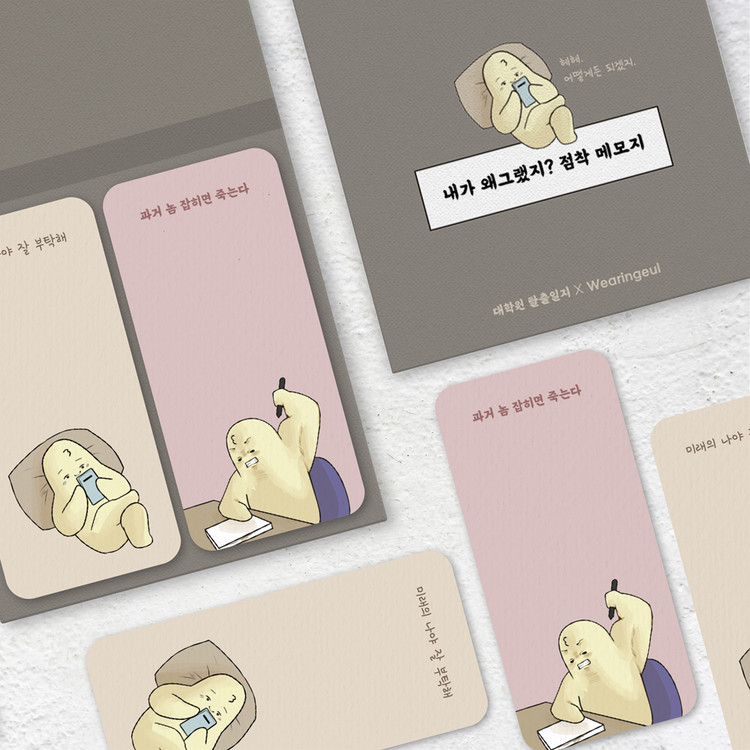 헤헤,
어떻게든 되겠지.
내가 왜그랬지? 점착 메모지
대학원 탈출일지 X Wearingeul
야 잘 부탁해
과거 놈 잡히면 죽는다
과거 놈 잡히면 죽는다
미래의 나야
미래의 나야 잘 부탁해